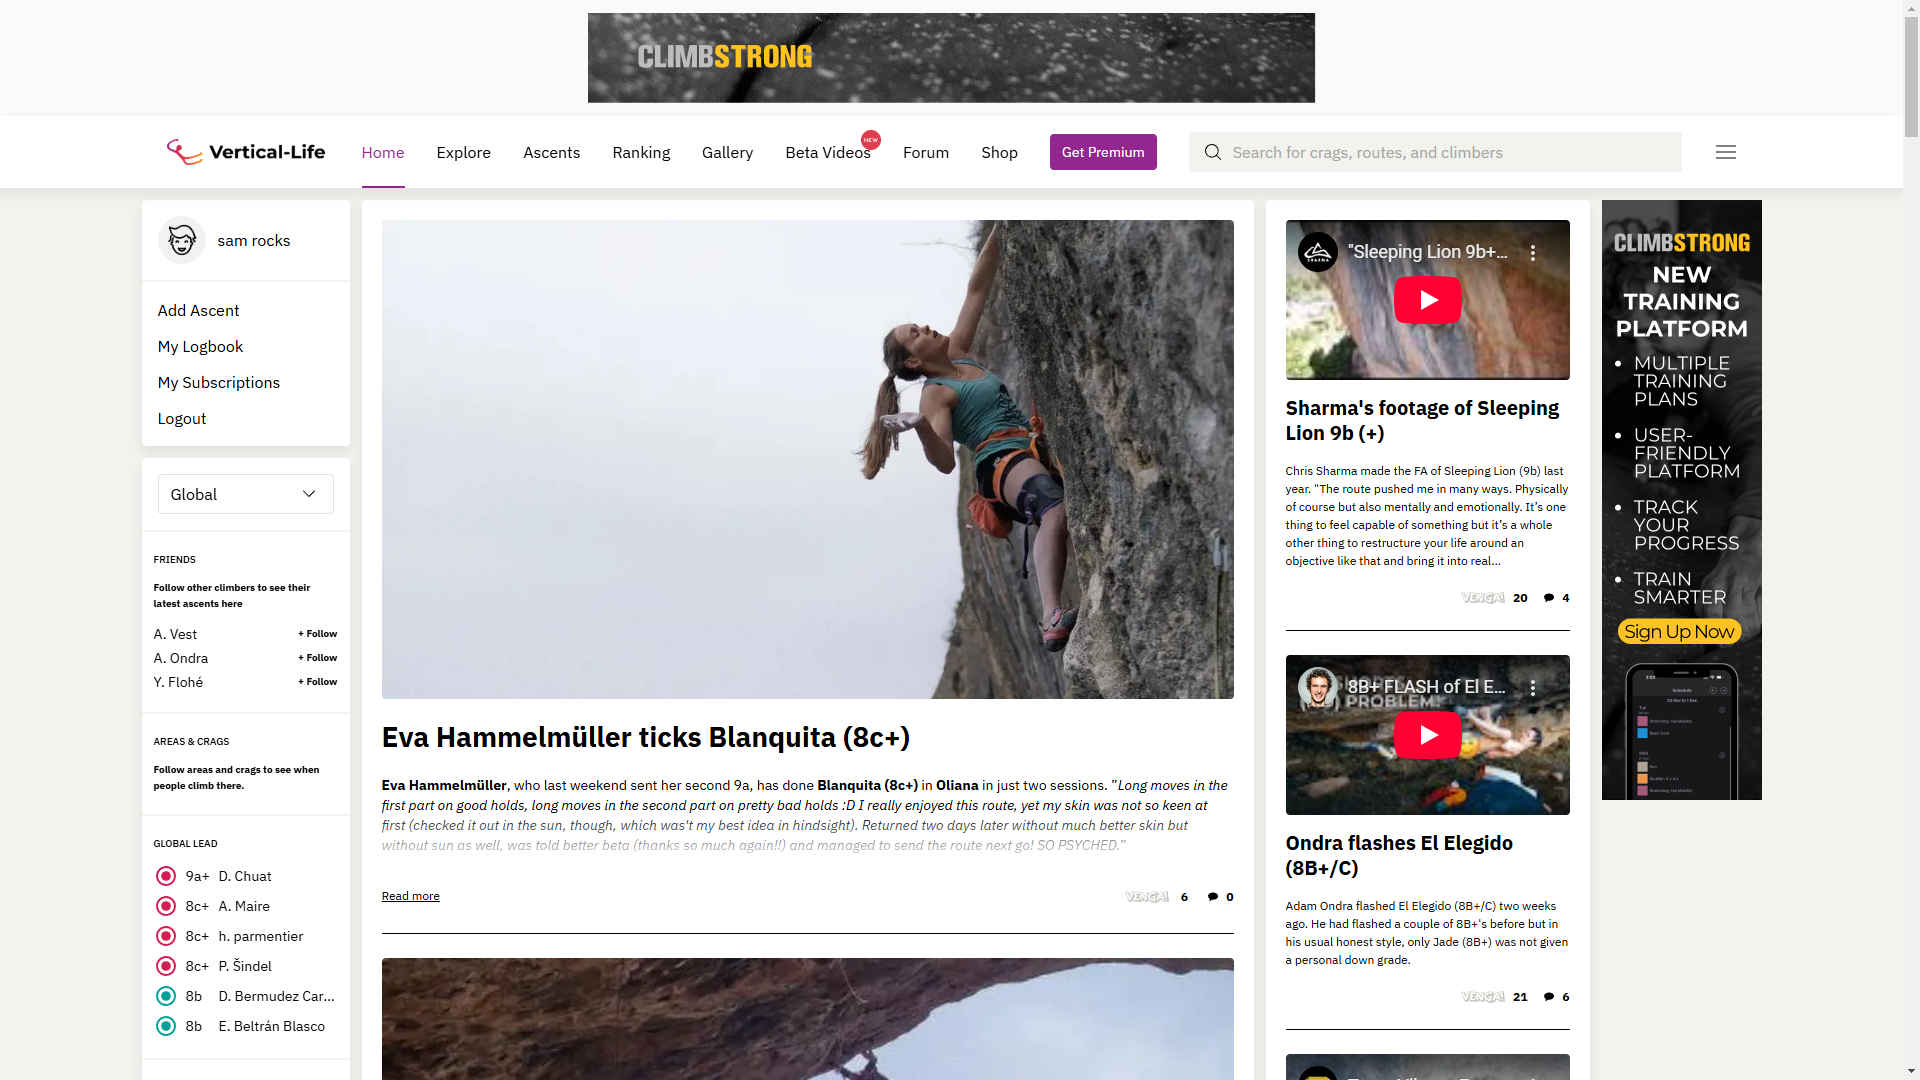 CLIMBSTRONG
Vertical-Life
Home
Explore
Ascents
Ranking
Gallery
Beta Videos
NEW
Forum
Shop
Get Premium
Search for crags, routes, and climbers
sam rocks
Add Ascent
My Logbook
My Subscriptions
Logout
Global
FRIENDS
Follow other climbers to see their
latest ascents here
A. Vest + Follow
A. Ondra + Follow
Y. Flohé + Follow
AREAS & CRAGS
Follow areas and crags to see when
people climb there.
GLOBAL LEAD
9a+ D. Chuat
8c+ A. Maire
8c+ h. parmentier
8c+ P. Šindel
8b D. Bermudez Car...
8b E. Beltrán Blasco
Eva Hammelmüller ticks Blanquita (8c+)
Eva Hammelmüller, who last weekend sent her second 9a, has done Blanquita (8c+) in Oliana in just two sessions. ”Long moves in the
first part on good holds, long moves in the second part on pretty bad holds :D I really enjoyed this route, yet my skin was not so keen at
first (checked it out in the sun, though, which was't my best idea in hindsight). Returned two days later without much better skin but
without sun as well, was told better beta (thanks so much again!!) and managed to send the route next go! SO PSYCHED.”
Read more
VENGA! 6 0
"Sleeping Lion 9b+...
SHARMA
Sharma's footage of Sleeping
Lion 9b (+)
Chris Sharma made the FA of Sleeping Lion (9b) last
year. "The route pushed me in many ways. Physically
of course but also mentally and emotionally. It’s one
thing to feel capable of something but it’s a whole
other thing to restructure your life around an
objective like that and bring it into real...
VENGA! 20 4
8B+ FLASH of El E...
PROBLEM!
Ondra flashes El Elegido
(8B+/C)
Adam Ondra flashed El Elegido (8B+/C) two weeks
ago. He had flashed a couple of 8B+'s before but in
his usual honest style, only Jade (8B+) was not given
a personal down grade.
VENGA! 21 6
CLIMBSTRONG
NEW
TRAINING
PLATFORM
• MULTIPLE
TRAINING
PLANS
• USER-
FRIENDLY
PLATFORM
• TRACK
YOUR
PROGRESS
• TRAIN
SMARTER
Sign Up Now
Schedule